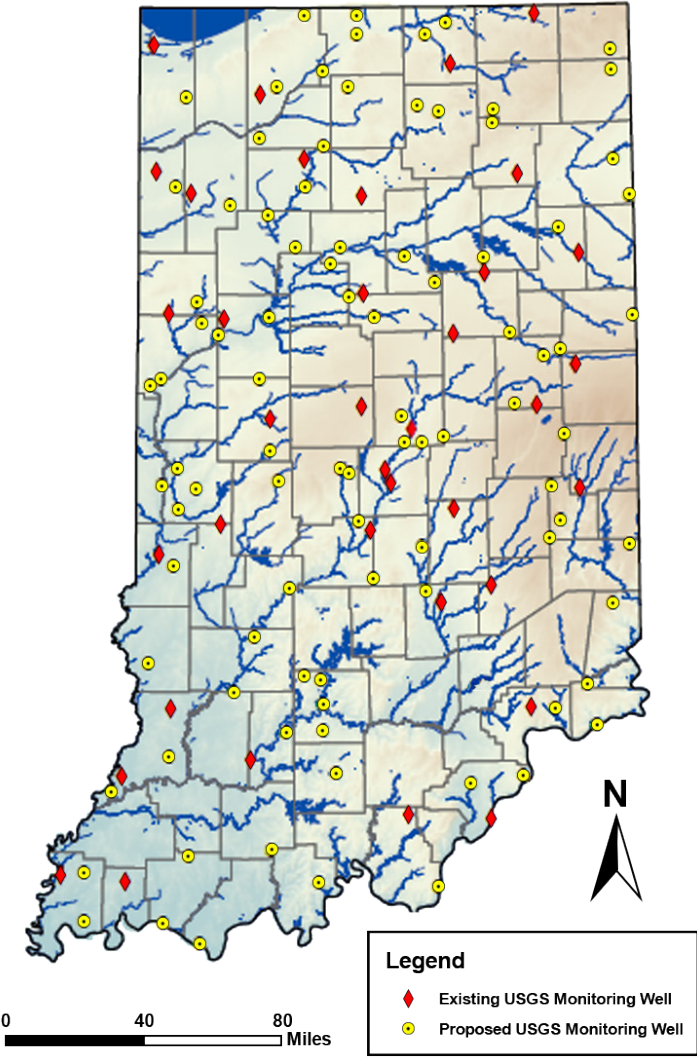 N
Legend
Existing USGS Monitoring Well
Proposed USGS Monitoring Well
0 40 80
Miles